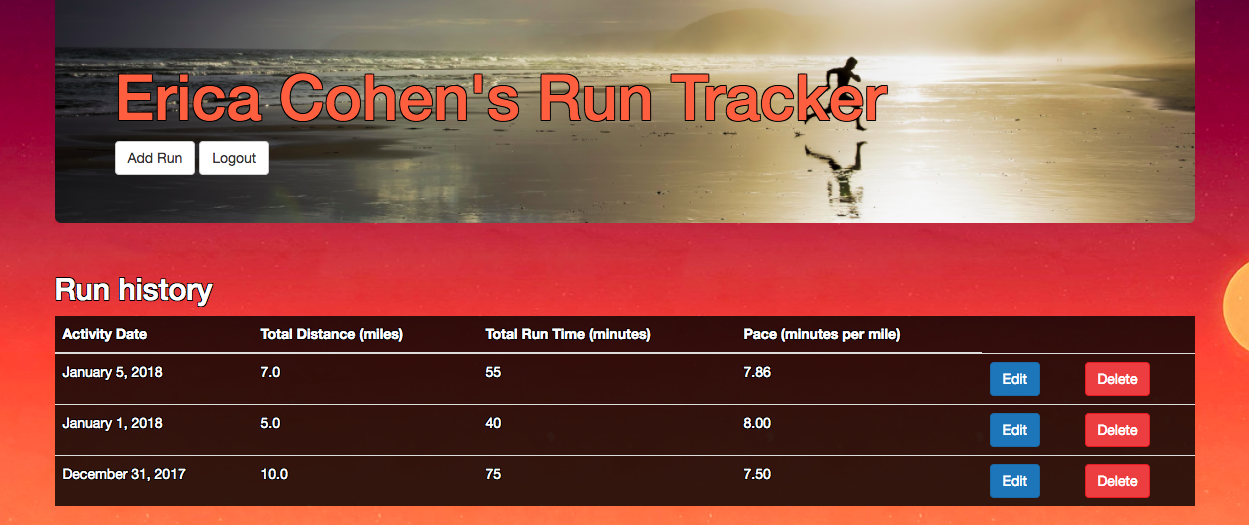 Erica Cohen's Run Tracker
Add Run Logout
Run history
Activity Date Total Distance (miles) Total Run Time (minutes) Pace (minutes per mile)
January 5, 2018 7.0 55 7.86 Edit Delete
January 1, 2018 5.0 40 8.00 Edit Delete
December 31, 2017 10.0 75 7.50 Edit Delete